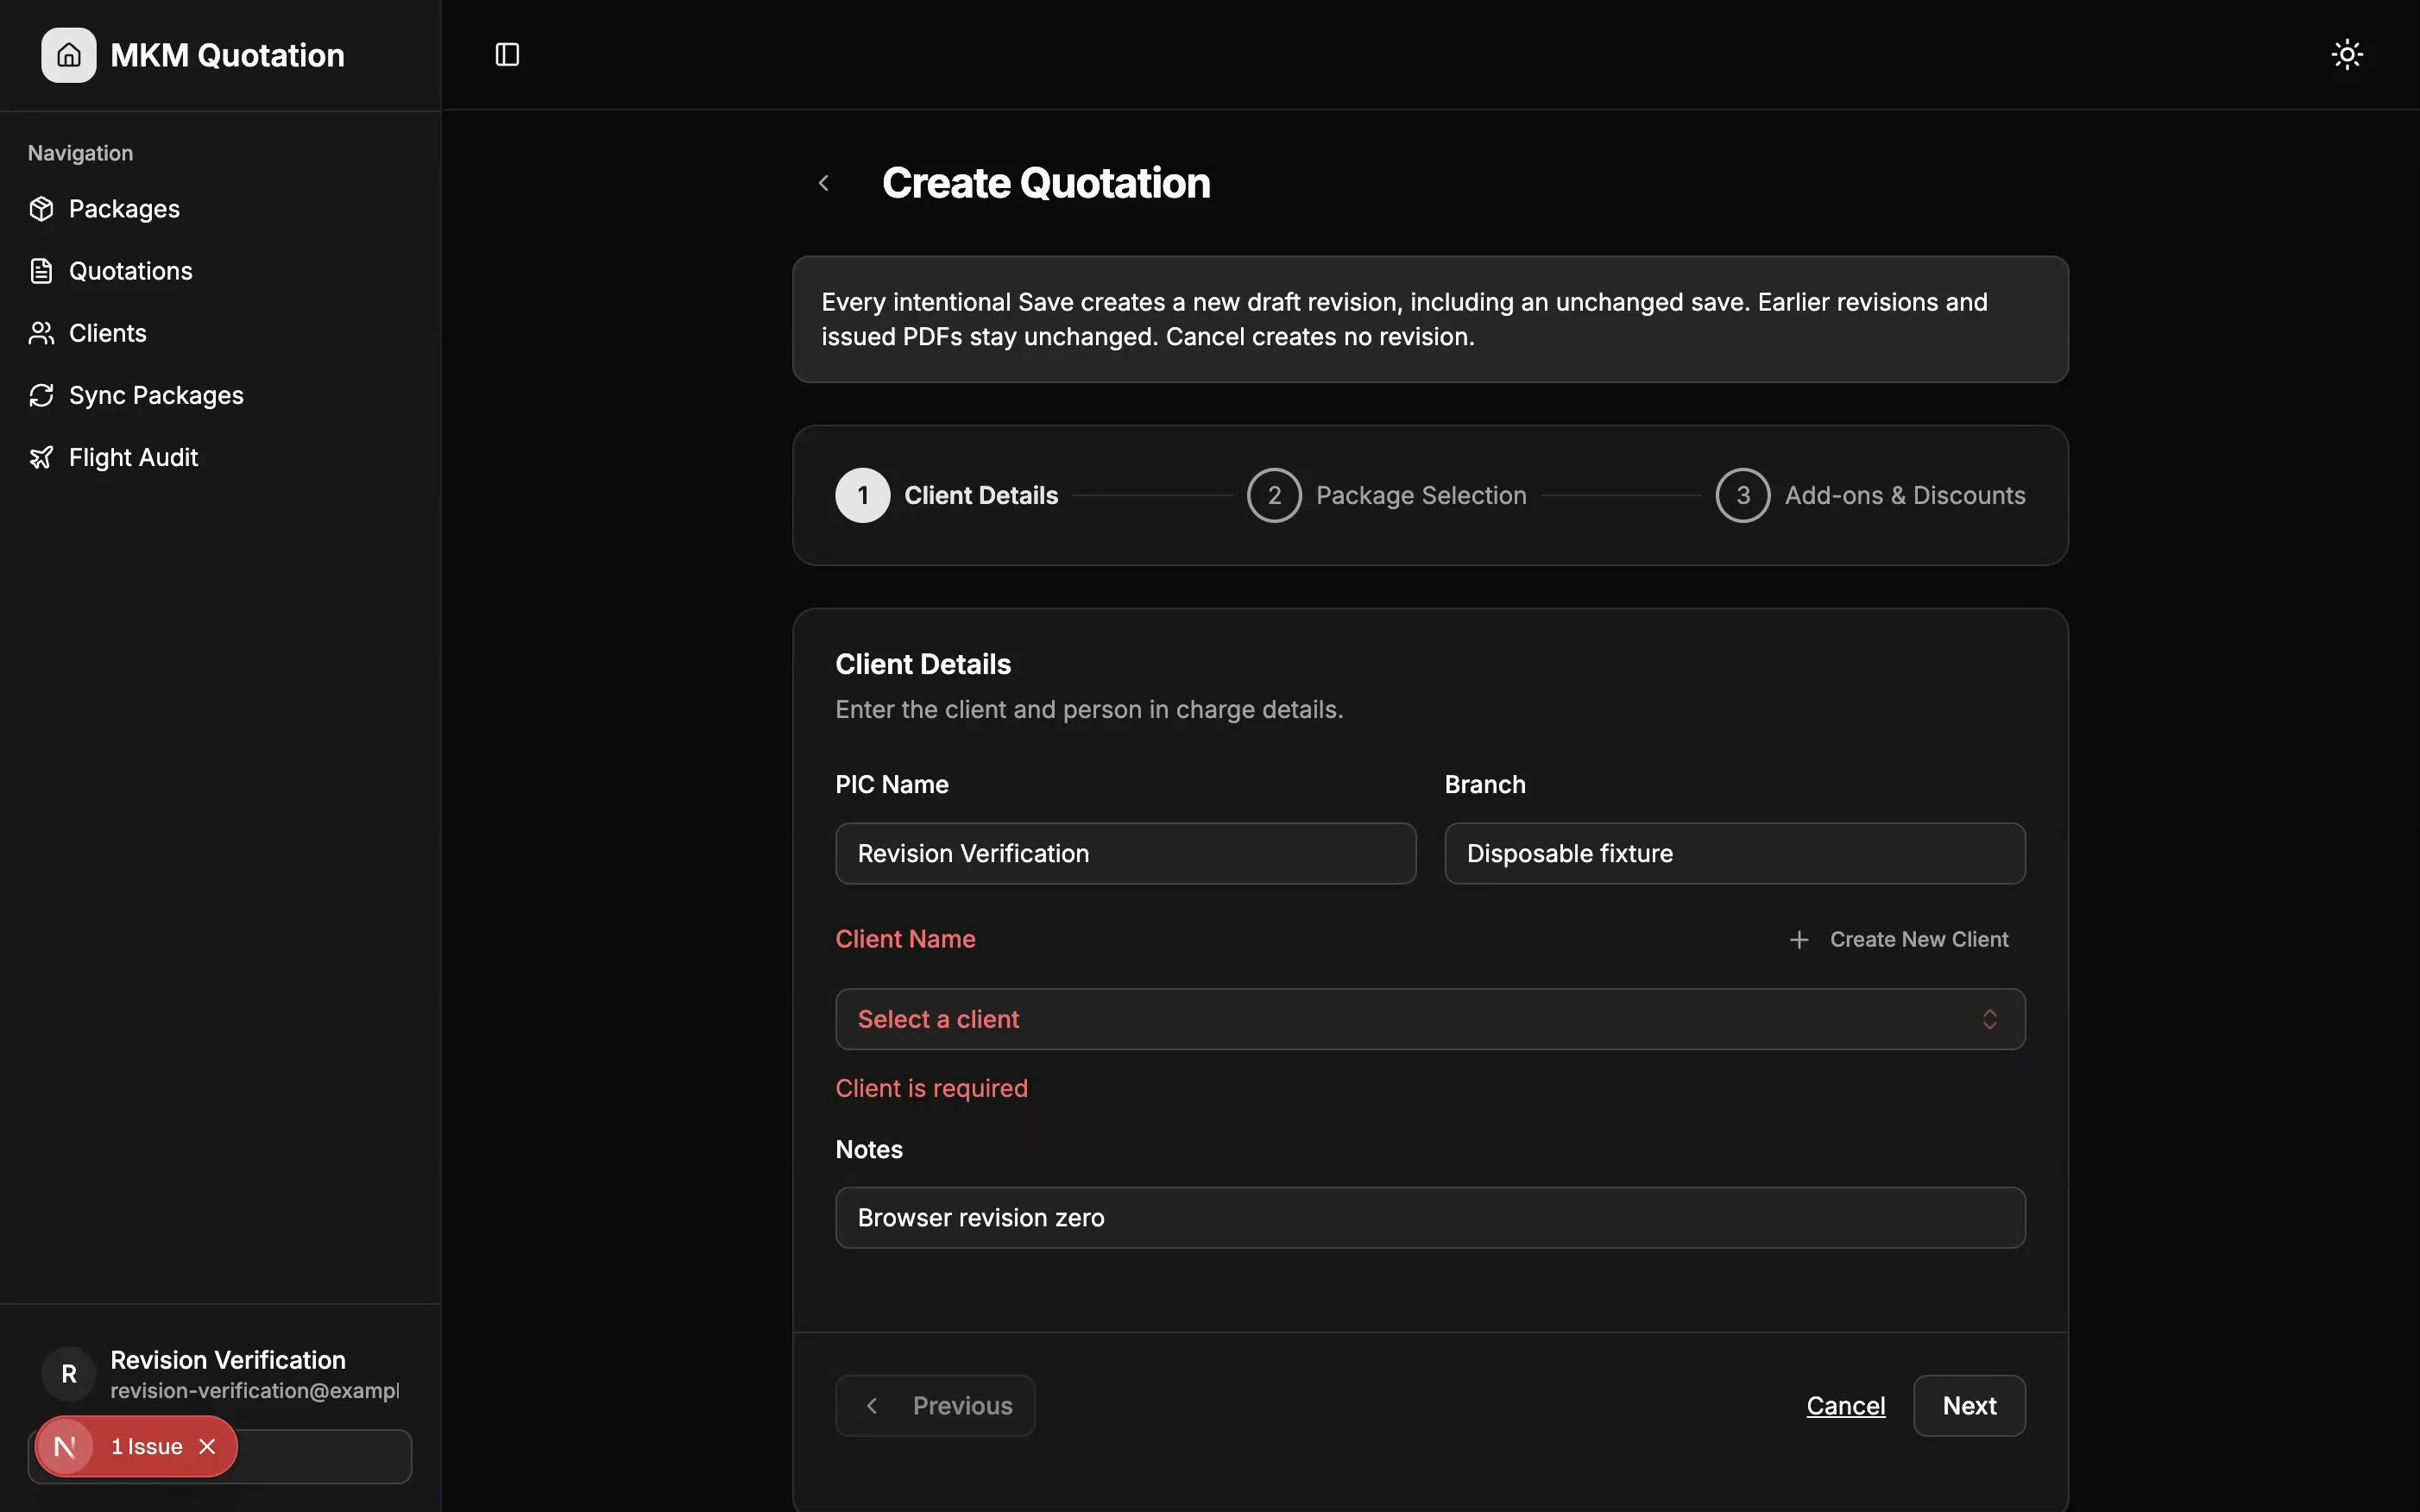 MKM Quotation
Navigation
Packages
Quotations
Clients
Sync Packages
Flight Audit
Create Quotation
Every intentional Save creates a new draft revision, including an unchanged save. Earlier revisions and
issued PDFs stay unchanged. Cancel creates no revision.
1 Client Details
2 Package Selection
3 Add-ons & Discounts
Client Details
Enter the client and person in charge details.
PIC Name
Branch
Revision Verification
Disposable fixture
Client Name
Create New Client
Select a client
Client is required
Notes
Browser revision zero
Previous
Cancel
Next
R
Revision Verification
revision-verification@exampl
N
1 Issue